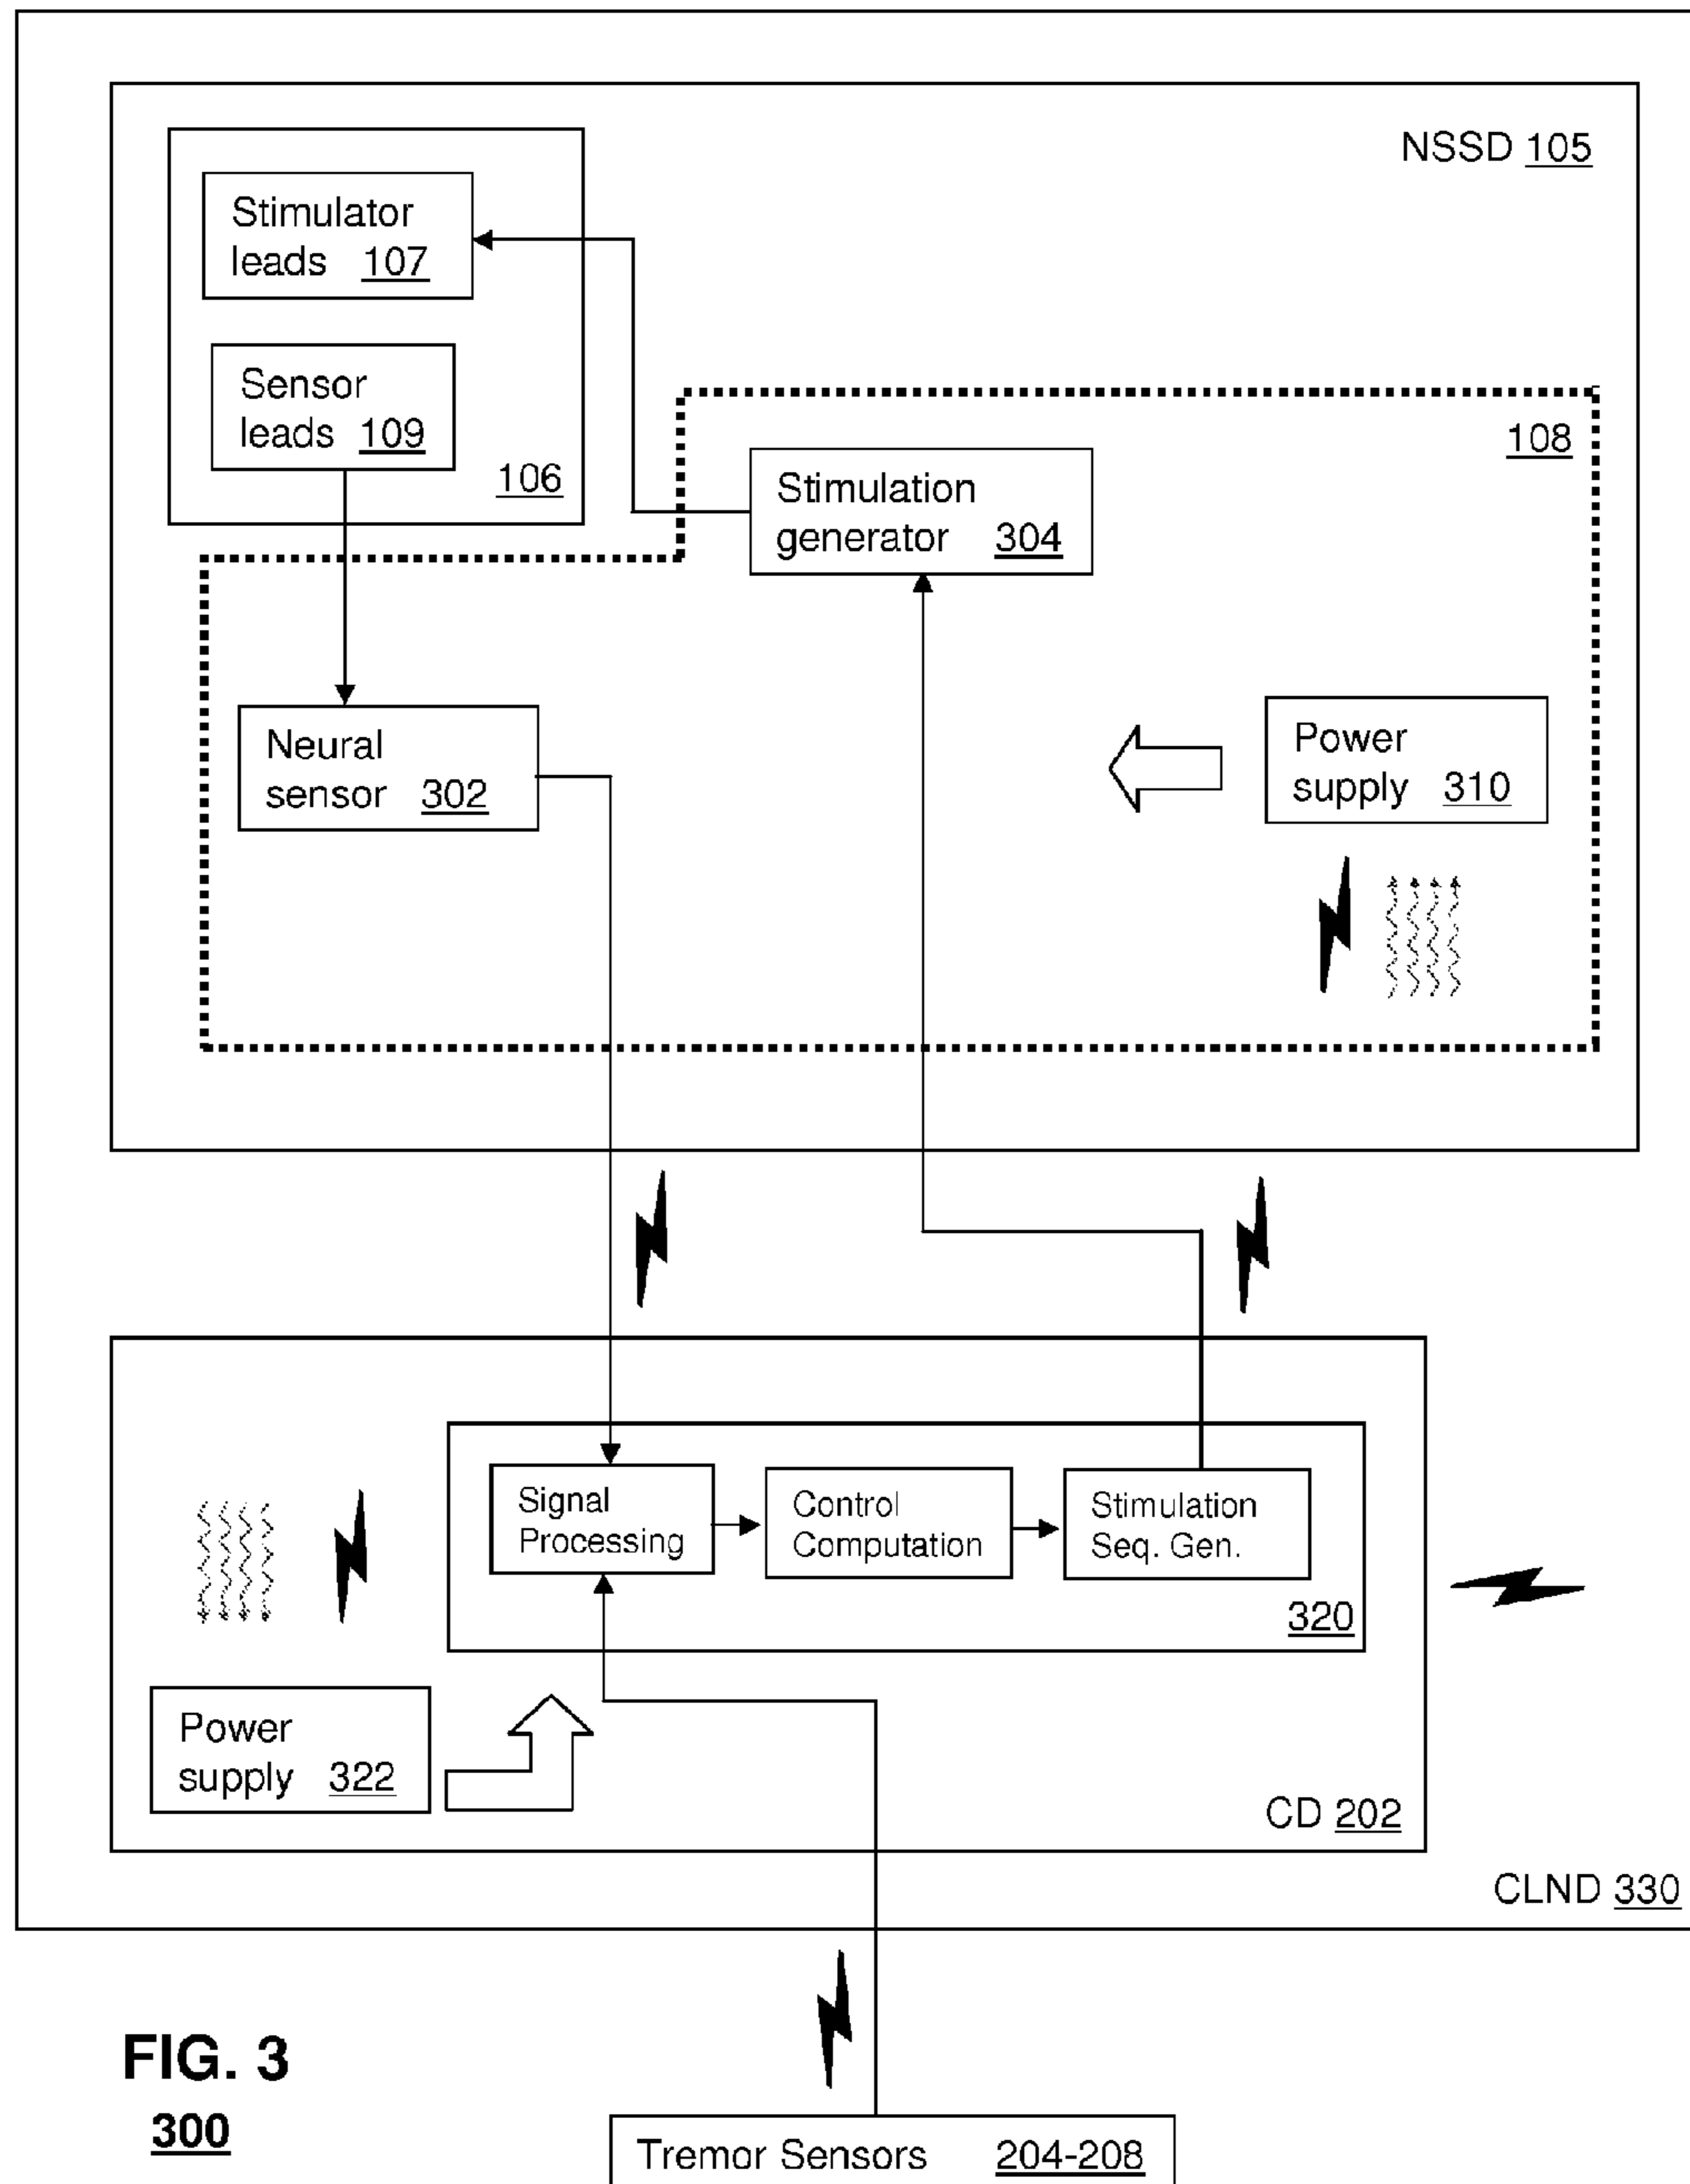 NSSD 105
Stimulator
leads 107
Sensor
leads 109
106
108
Stimulation
generator 304
Neural
sensor 302
Power
supply 310
Signal
Processing
Control
Computation
Stimulation
Seq. Gen.
320
Power
supply 322
CD 202
CLND 330
FIG. 3
300
Tremor Sensors 204-208